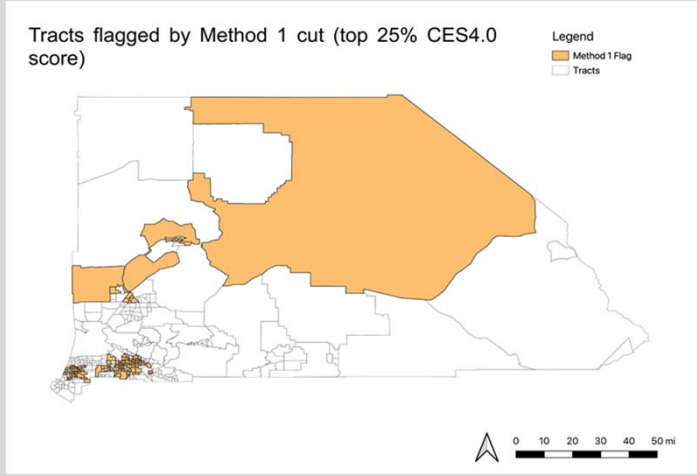 Tracts flagged by Method 1 cut (top 25% CES4.0
score)
Legend
Method 1 Flag
Tracts
0 10 20 30 40 50 mi